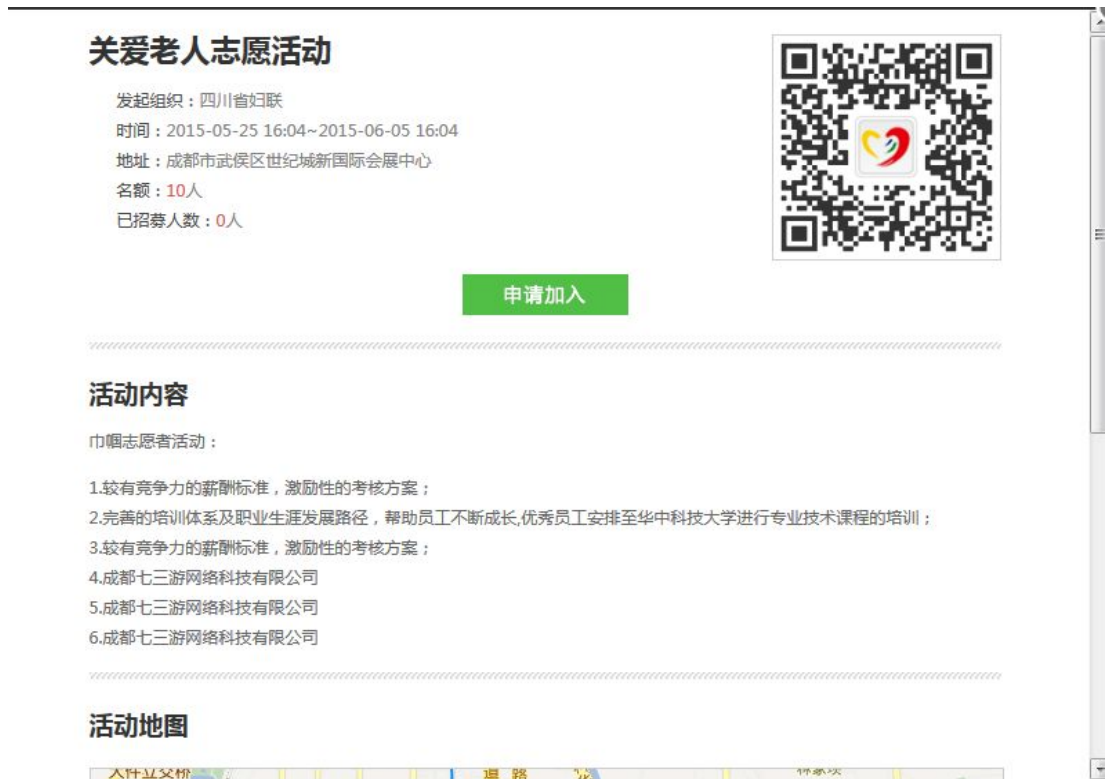 关爱老人志愿活动
发起组织：四川省妇联
时间：2015-05-25 16:04~2015-06-05 16:04
地址：成都市武侯区世纪城新国际会展中心
名额：10人
已招募人数：0人
申请加入
活动内容
巾帼志愿者活动：
1.较有竞争力的薪酬标准，激励性的考核方案；
2.完善的培训体系及职业生涯发展路径，帮助员工不断成长,优秀员工安排至华中科技大学进行专业技术课程的培训；
3.较有竞争力的薪酬标准，激励性的考核方案；
4.成都七三游网络科技有限公司
5.成都七三游网络科技有限公司
6.成都七三游网络科技有限公司
活动地图
道 路